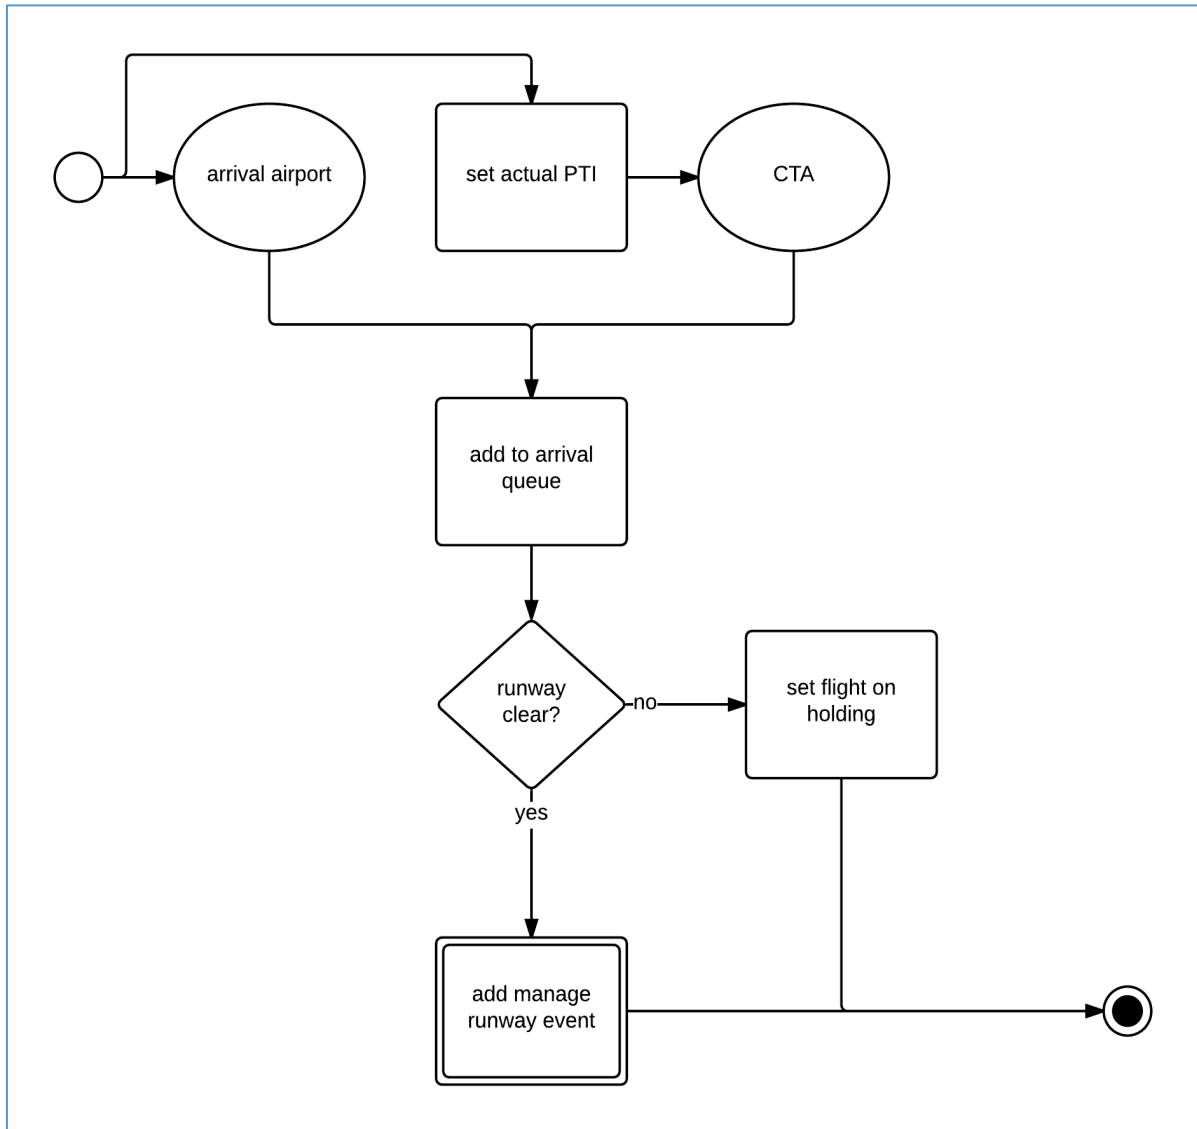 arrival airport
set actual PTI
CTA
add to arrival
queue
runway
clear?
no
set flight on
holding
yes
add manage
runway event